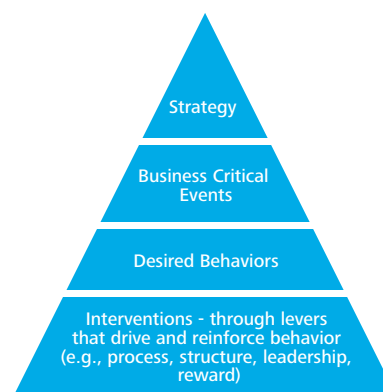 Strategy
Business Critical
Events
Desired Behaviors
Interventions - through levers
that drive and reinforce behavior
(e.g., process, structure, leadership,
reward)